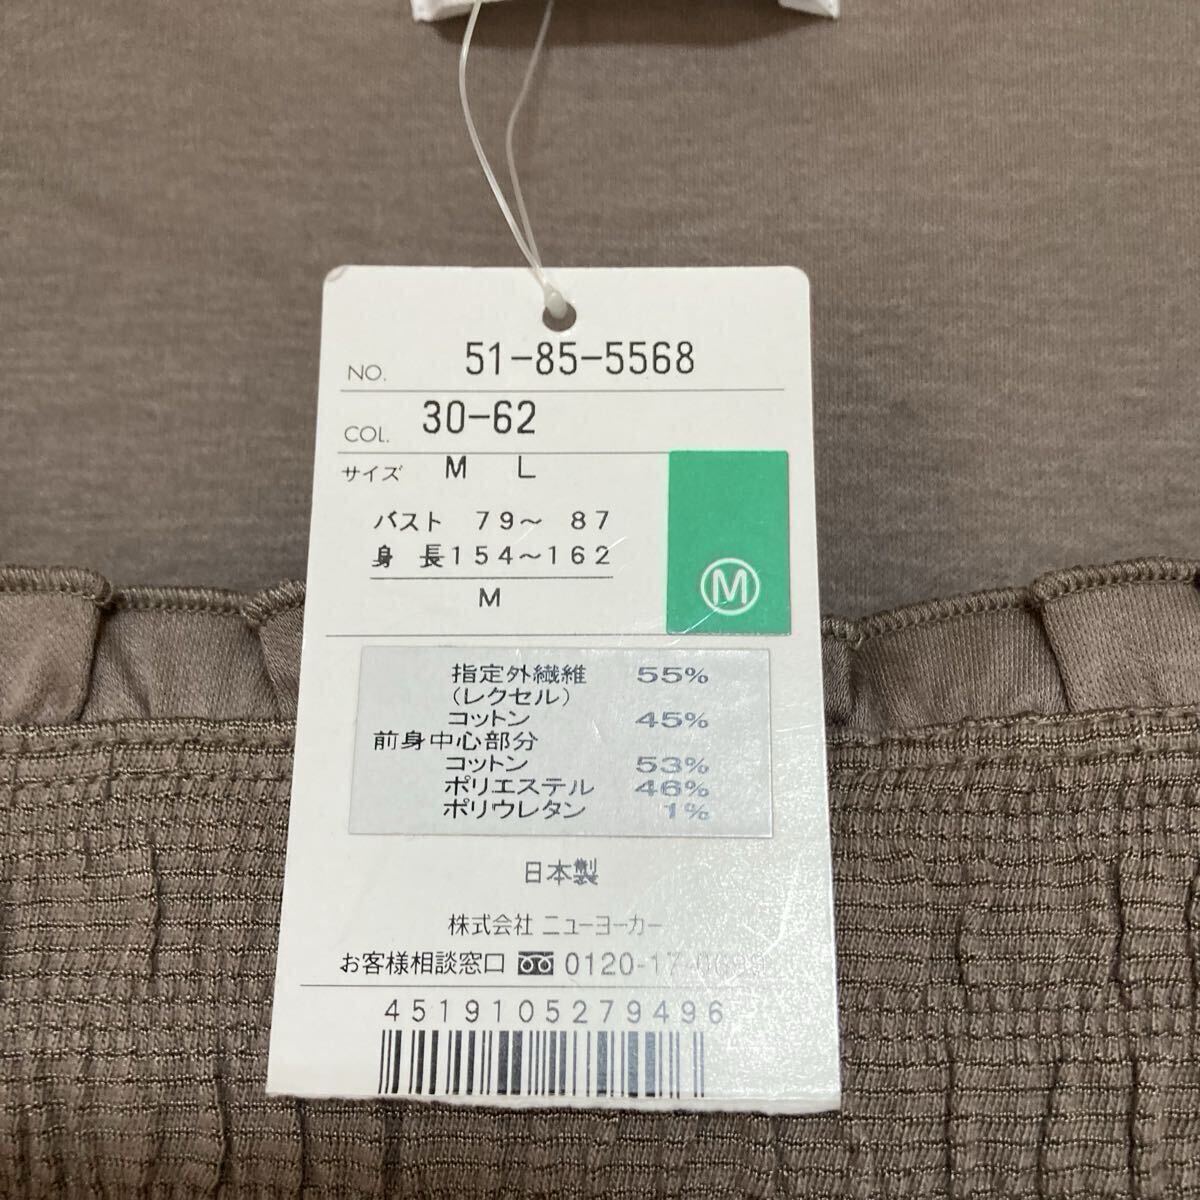 NO. 51-85-5568
COL. 30-62
サイズ M L
バスト 79～ 87
身 長154～162
M
M
指定外繊維 55%
(レクセル)
コットン 45%
前身中心部分
コットン 53%
ポリエステル 46%
ポリウレタン 1%
日本製
株式会社 ニューヨーカー
お客様相談窓口 0120-17-0699
4519105279496